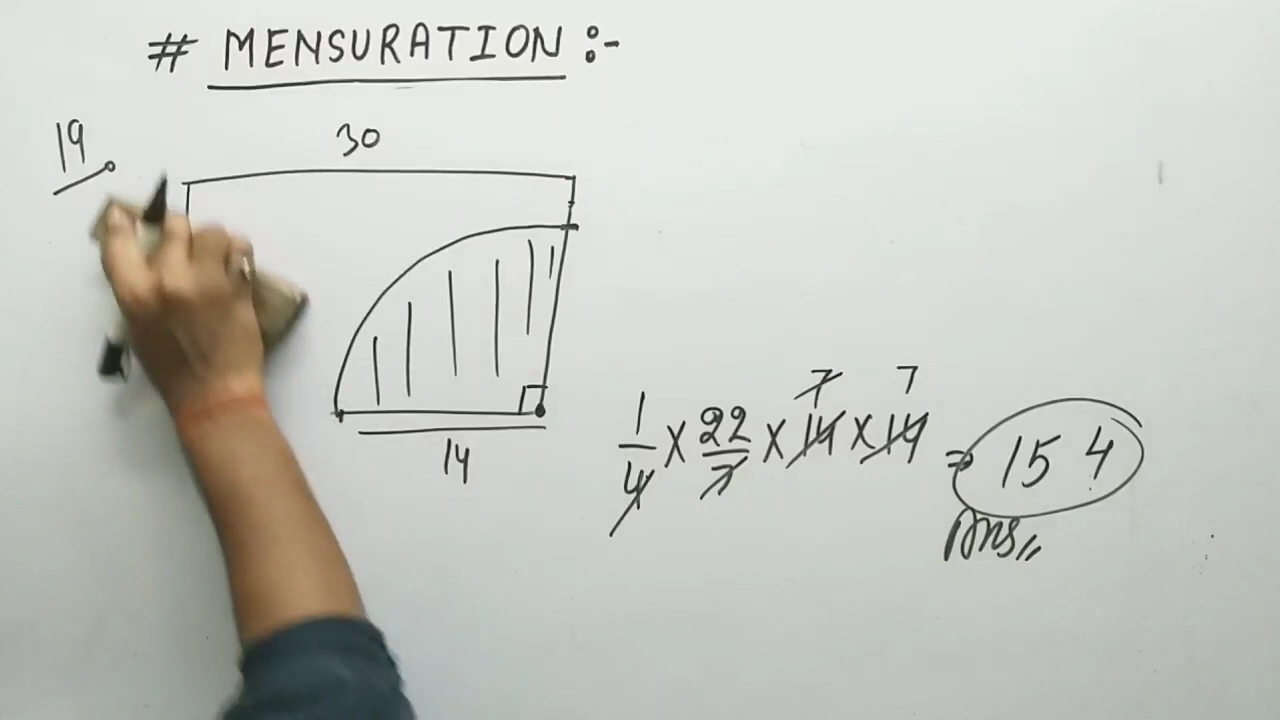 # MENSURATION :-
19
30
14
1/4 X 22/7 X 14 X 14 = 154
7 7
Ans,,